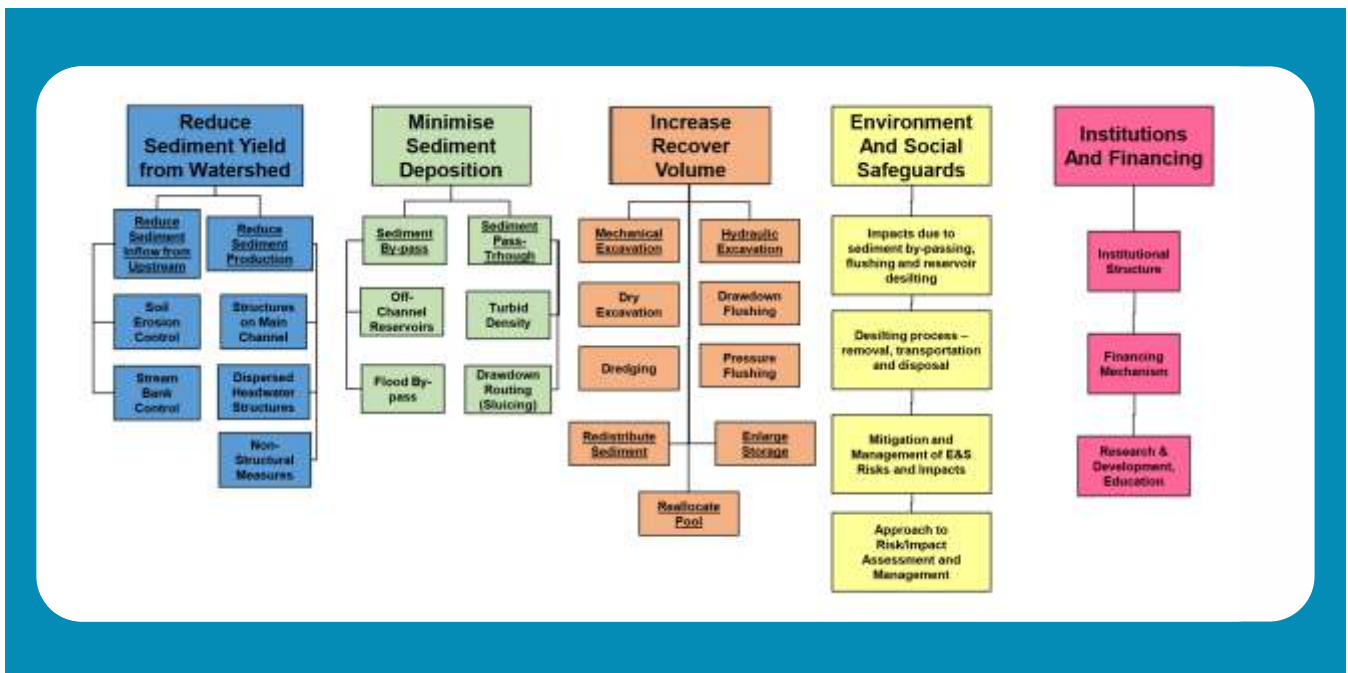 Reduce
Sediment Yield
from Watershed
Reduce
Sediment
Inflow from
Upstream
Reduce
Sediment
Production
Soil
Erosion
Control
Structures
on Main
Channel
Stream
Bank
Control
Dispersed
Headwater
Structures
Non-
Structural
Measures
Minimise
Sediment
Deposition
Sediment
By-pass
Sediment
Pass-
Trhough
Off-
Channel
Reservoirs
Turbid
Density
Flood By-
pass
Drawdown
Routing
(Sluicing)
Increase
Recover
Volume
Mechanical
Excavation
Hydraulic
Excavation
Dry
Excavation
Drawdown
Flushing
Dredging
Pressure
Flushing
Redistribute
Sediment
Enlarge
Storage
Reallocate
Pool
Environment
And Social
Safeguards
Impacts due to
sediment by-passing,
flushing and reservoir
desilting
Desilting process –
removal, transportation
and disposal
Mitigation and
Management of E&S
Risks and Impacts
Approach to
Risk/Impact
Assessment and
Management
Institutions
And Financing
Institutional
Structure
Financing
Mechanism
Research &
Development,
Education